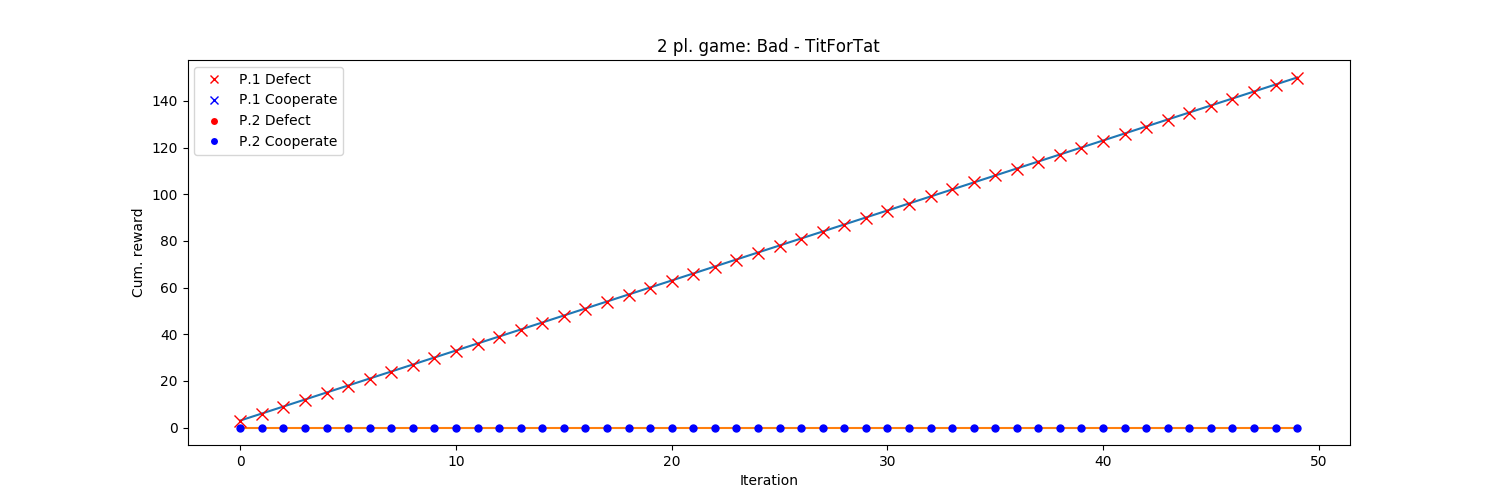 2 pl. game: Bad - TitForTat
P.1 Defect
P.1 Cooperate
P.2 Defect
P.2 Cooperate
Cum. reward
140
120
100
80
60
40
20
0
0 10 20 30 40 50
Iteration